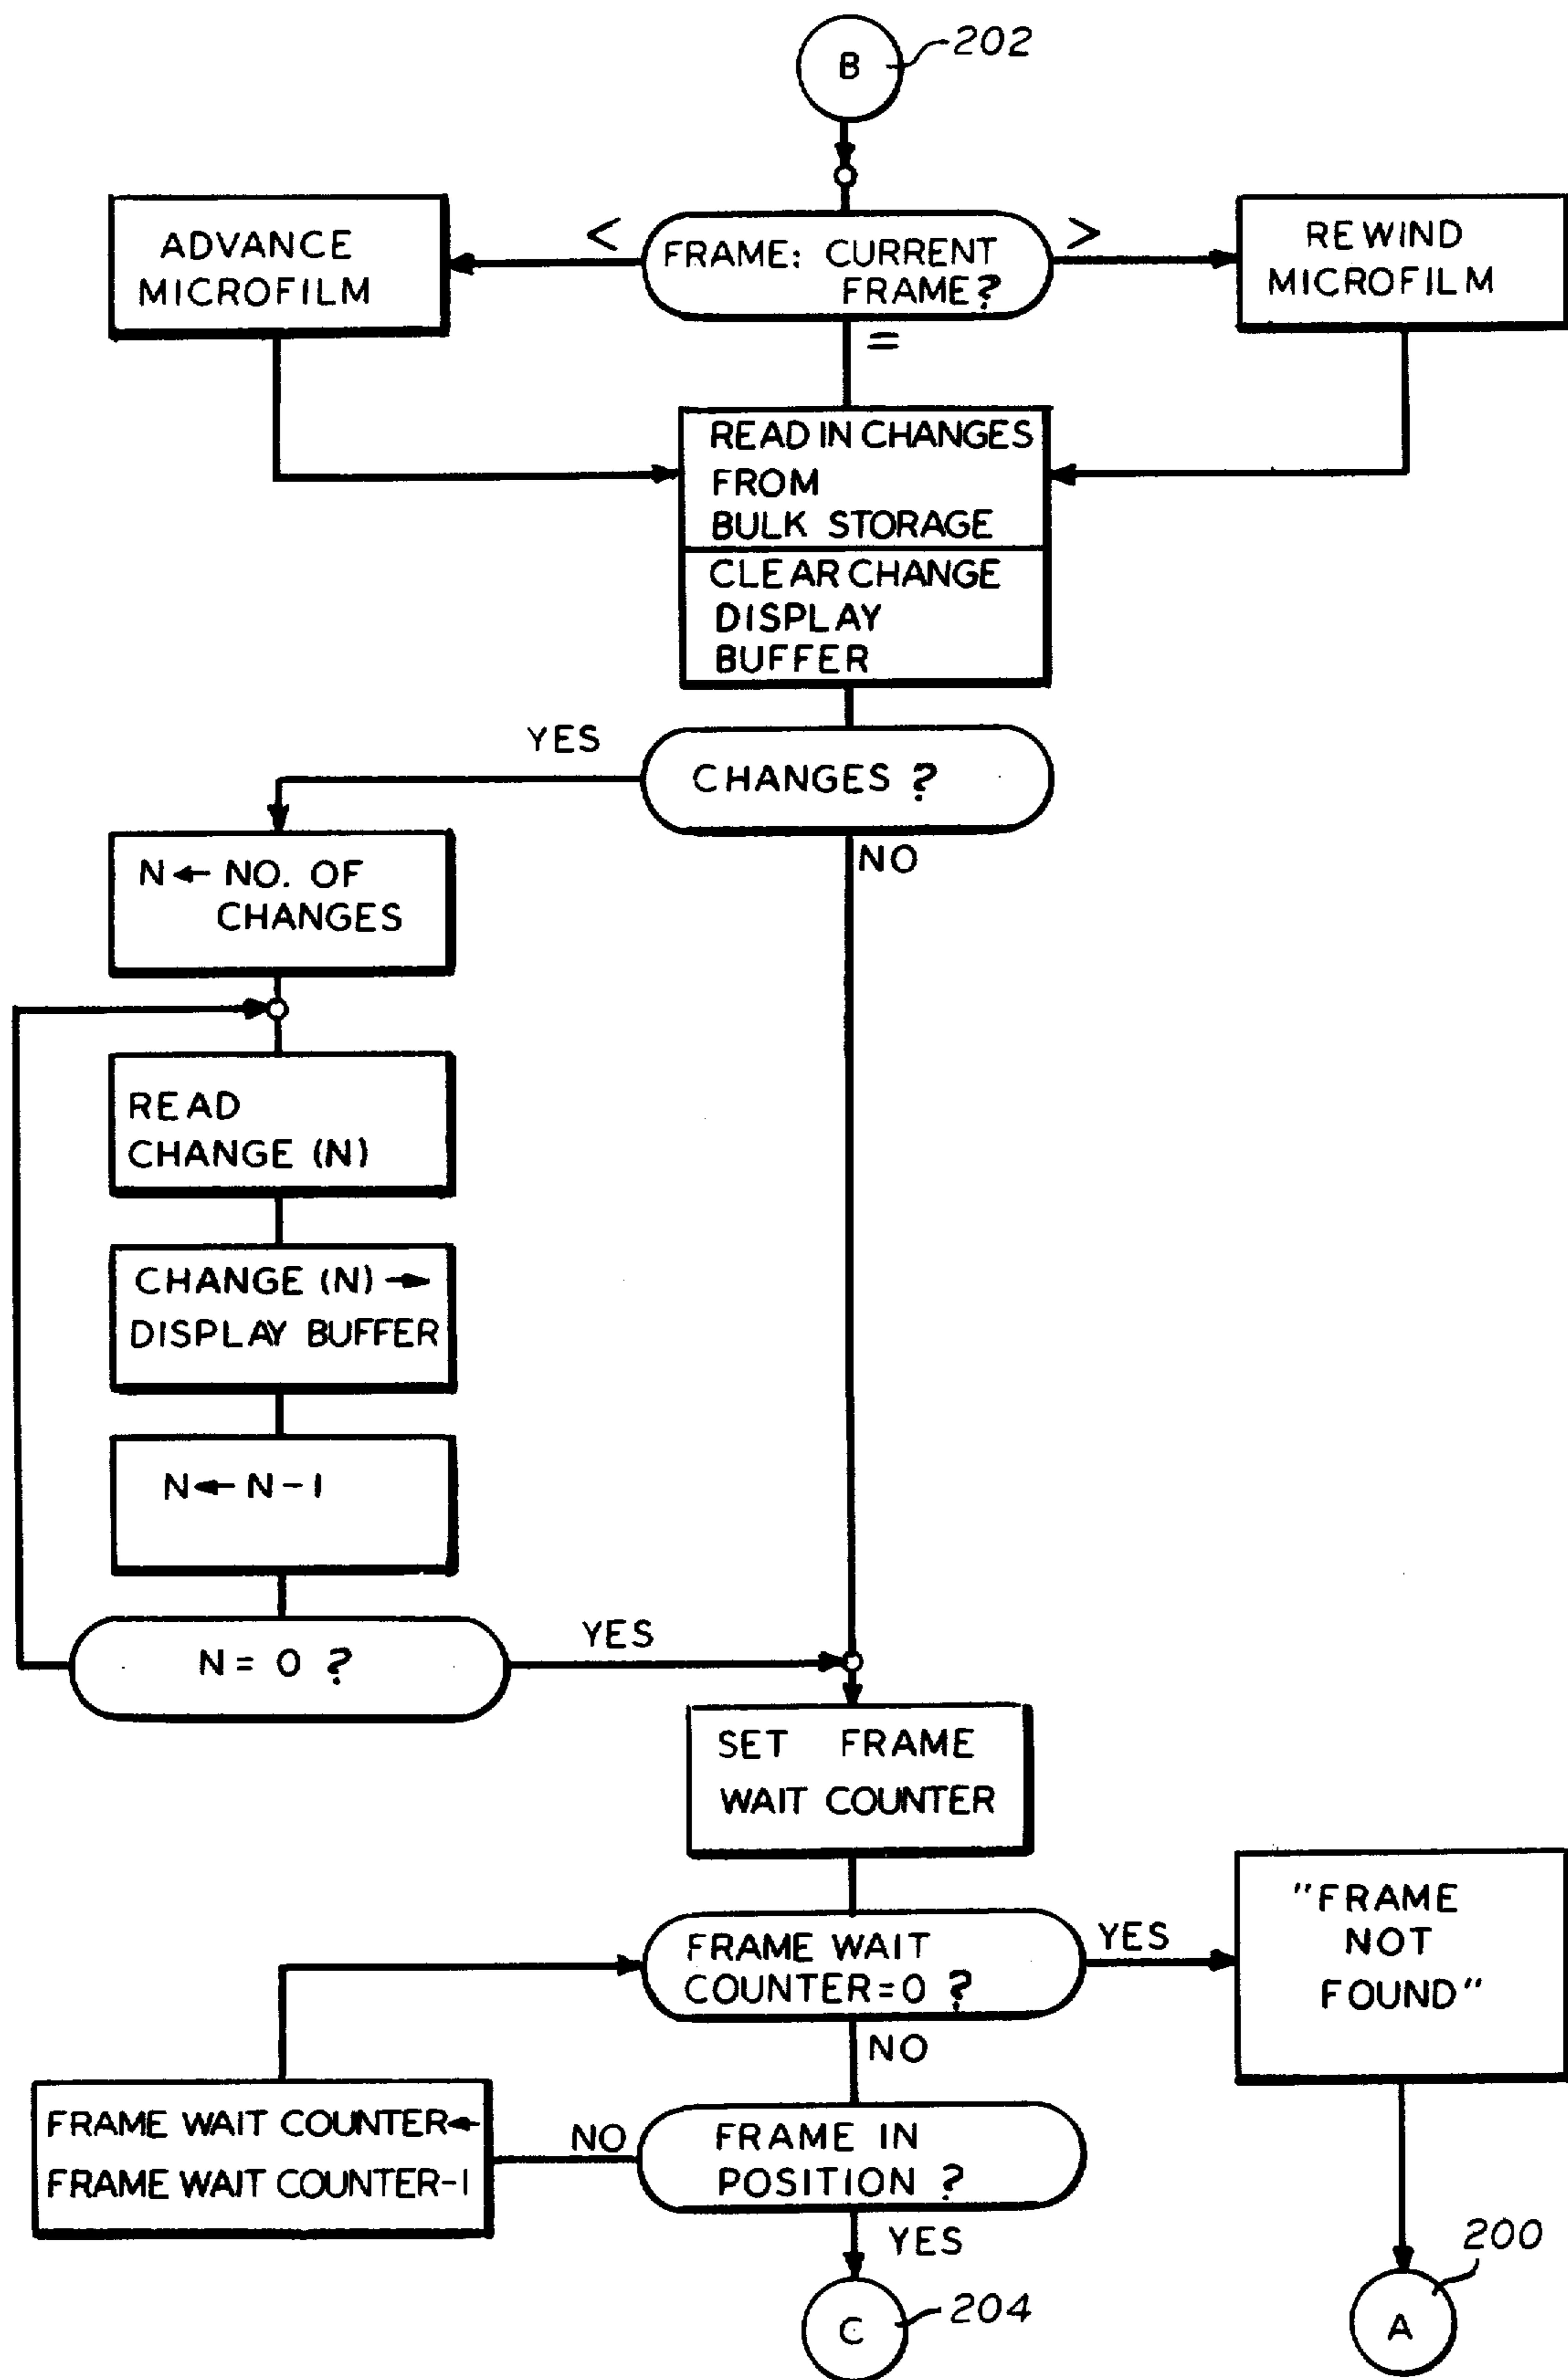 B
202
ADVANCE
MICROFILM
<
FRAME: CURRENT
FRAME?
>
REWIND
MICROFILM
=
READ IN CHANGES
FROM
BULK STORAGE
CLEAR CHANGE
DISPLAY
BUFFER
YES
CHANGES ?
NO
N ← NO. OF
CHANGES
READ
CHANGE (N)
CHANGE (N) →
DISPLAY BUFFER
N ← N - 1
N = 0 ?
YES
SET FRAME
WAIT COUNTER
FRAME WAIT
COUNTER = 0 ?
YES
"FRAME
NOT
FOUND"
NO
FRAME WAIT COUNTER ←
FRAME WAIT COUNTER-1
NO
FRAME IN
POSITION ?
YES
C
204
200
A